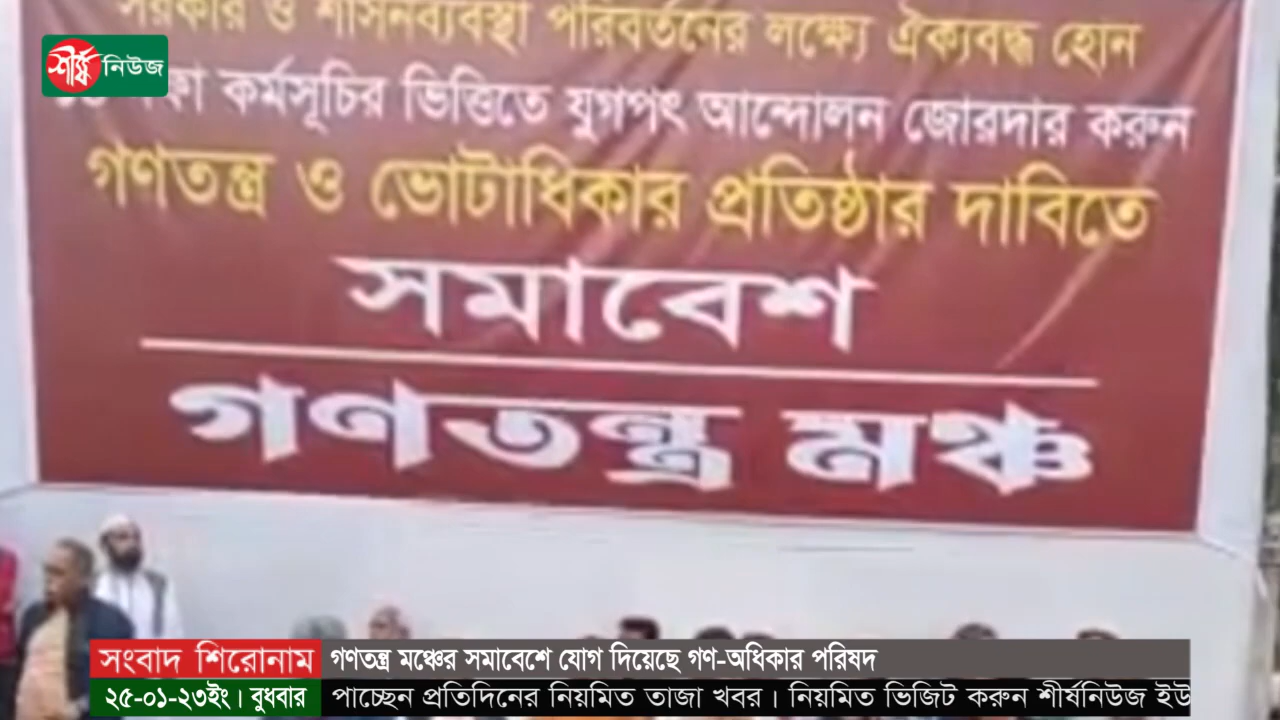 সরকার ও শাসনব্যবস্থা পরিবর্তনের লক্ষ্যে ঐক্যবদ্ধ হোন
শীর্ষ নিউজ
কর্মসূচির ভিত্তিতে যুগপৎ আন্দোলন জোরদার করুন
গণতন্ত্র ও ভোটাধিকার প্রতিষ্ঠার দাবিতে
সমাবেশ
গণতন্ত্র মঞ্চ
সংবাদ শিরোনাম গণতন্ত্র মঞ্চের সমাবেশে যোগ দিয়েছে গণ-অধিকার পরিষদ
২৫-০১-২৩ইং। বুধবার পাচ্ছেন প্রতিদিনের নিয়মিত তাজা খবর। নিয়মিত ভিজিট করুন শীর্ষনিউজ ইউ